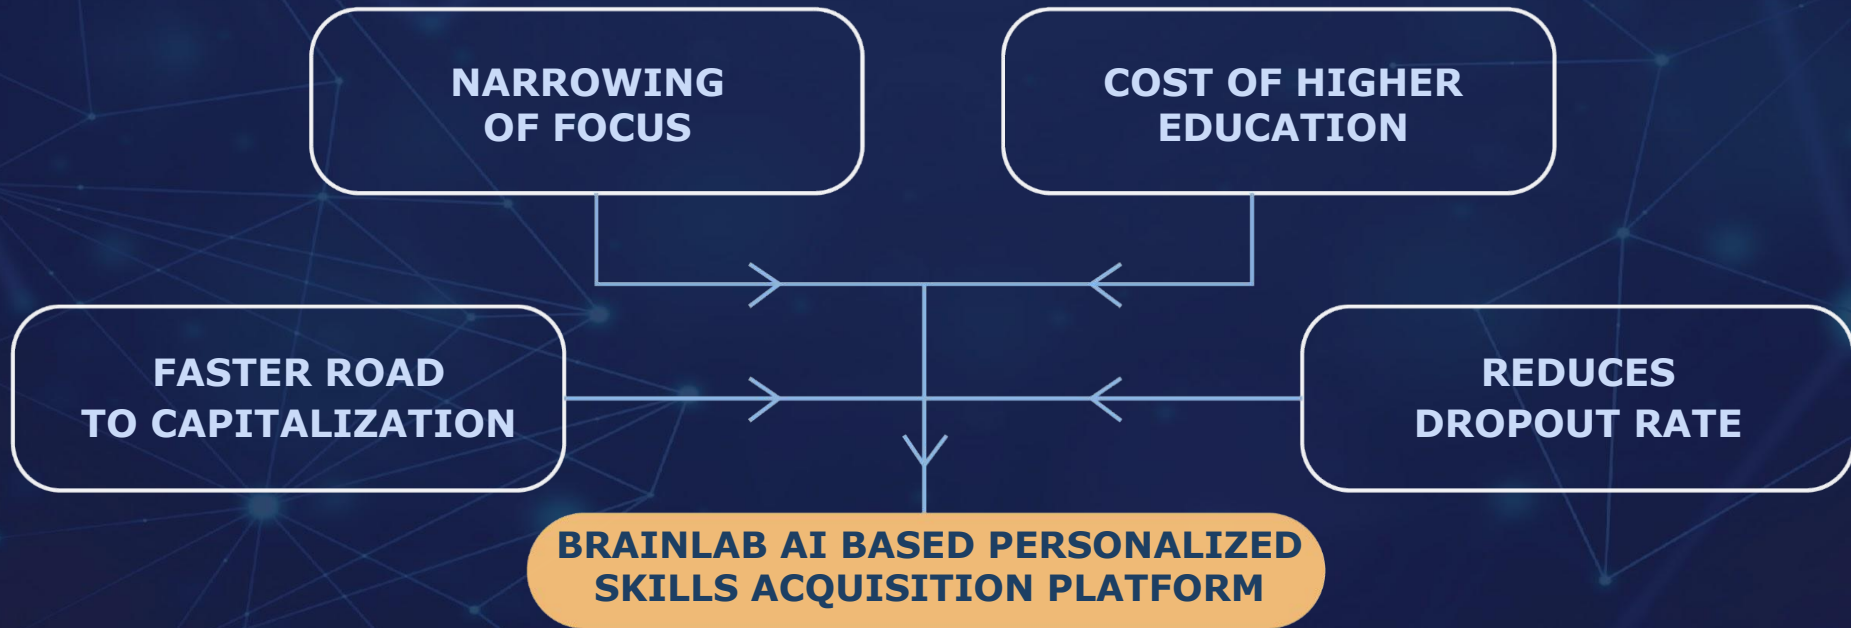 NARROWING
OF FOCUS
COST OF HIGHER
EDUCATION
FASTER ROAD
TO CAPITALIZATION
REDUCES
DROPOUT RATE
BRAINLAB AI BASED PERSONALIZED
SKILLS ACQUISITION PLATFORM